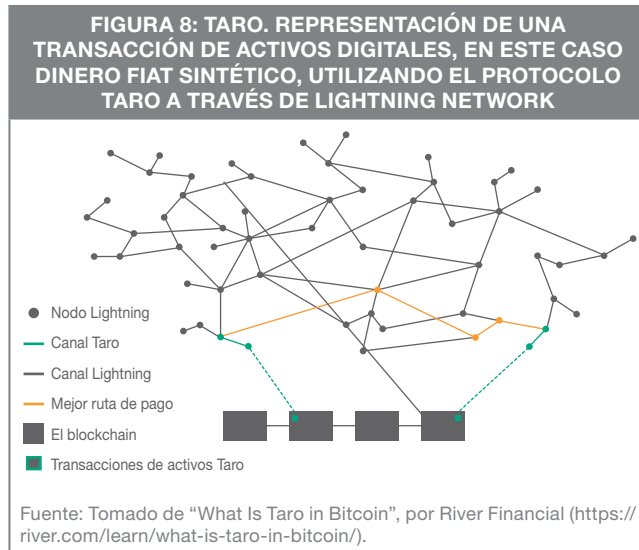 FIGURA 8: TARO. REPRESENTACIÓN DE UNA
TRANSACCIÓN DE ACTIVOS DIGITALES, EN ESTE CASO
DINERO FIAT SINTÉTICO, UTILIZANDO EL PROTOCOLO
TARO A TRAVÉS DE LIGHTNING NETWORK
Nodo Lightning
Canal Taro
Canal Lightning
Mejor ruta de pago
El blockchain
Transacciones de activos Taro
Fuente: Tomado de “What Is Taro in Bitcoin”, por River Financial (https://
river.com/learn/what-is-taro-in-bitcoin/).